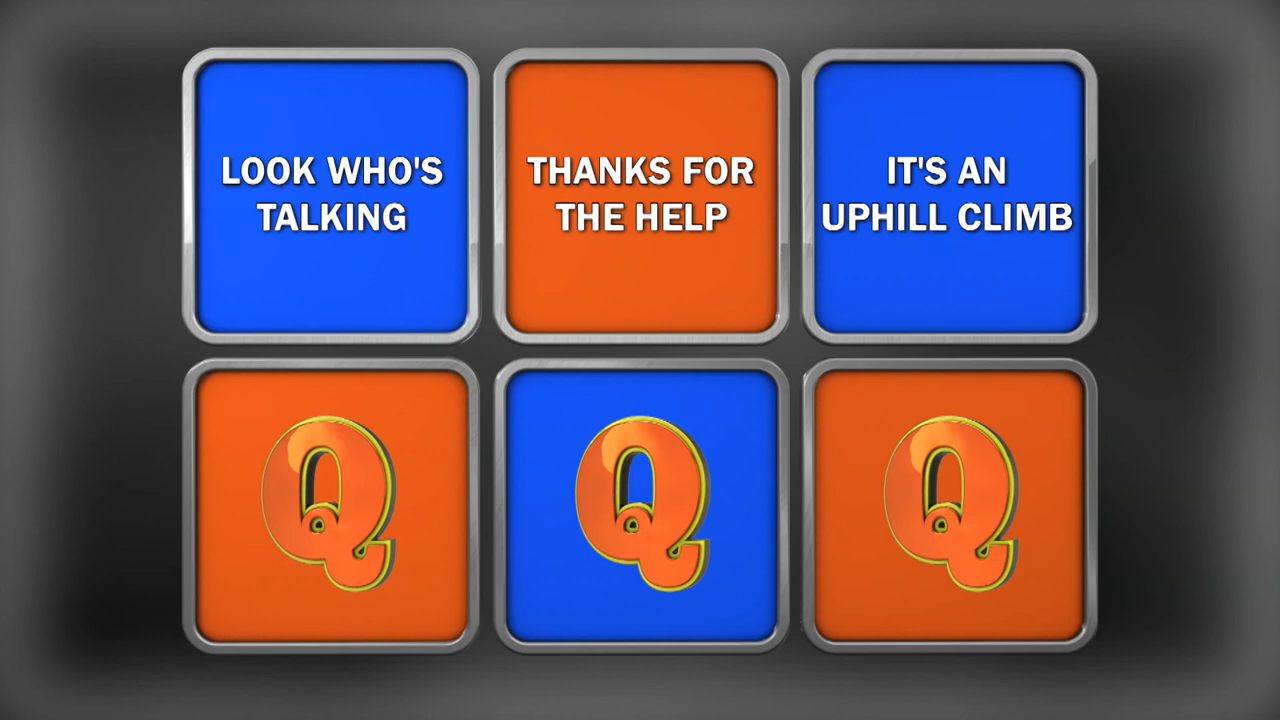 LOOK WHO'S
TALKING
THANKS FOR
THE HELP
IT'S AN
UPHILL CLIMB
Q
Q
Q